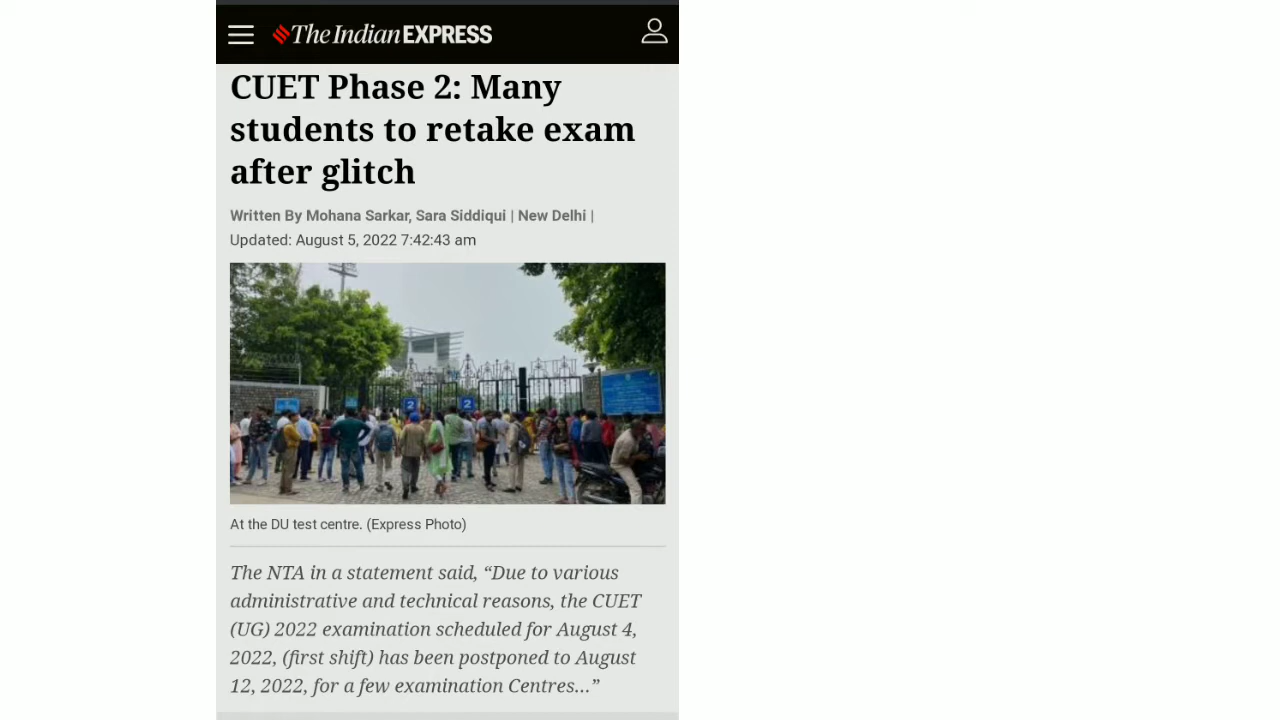 The Indian EXPRESS
CUET Phase 2: Many
students to retake exam
after glitch
Written By Mohana Sarkar, Sara Siddiqui | New Delhi |
Updated: August 5, 2022 7:42:43 am
2
2
At the DU test centre. (Express Photo)
The NTA in a statement said, “Due to various
administrative and technical reasons, the CUET
(UG) 2022 examination scheduled for August 4,
2022, (first shift) has been postponed to August
12, 2022, for a few examination Centres...”